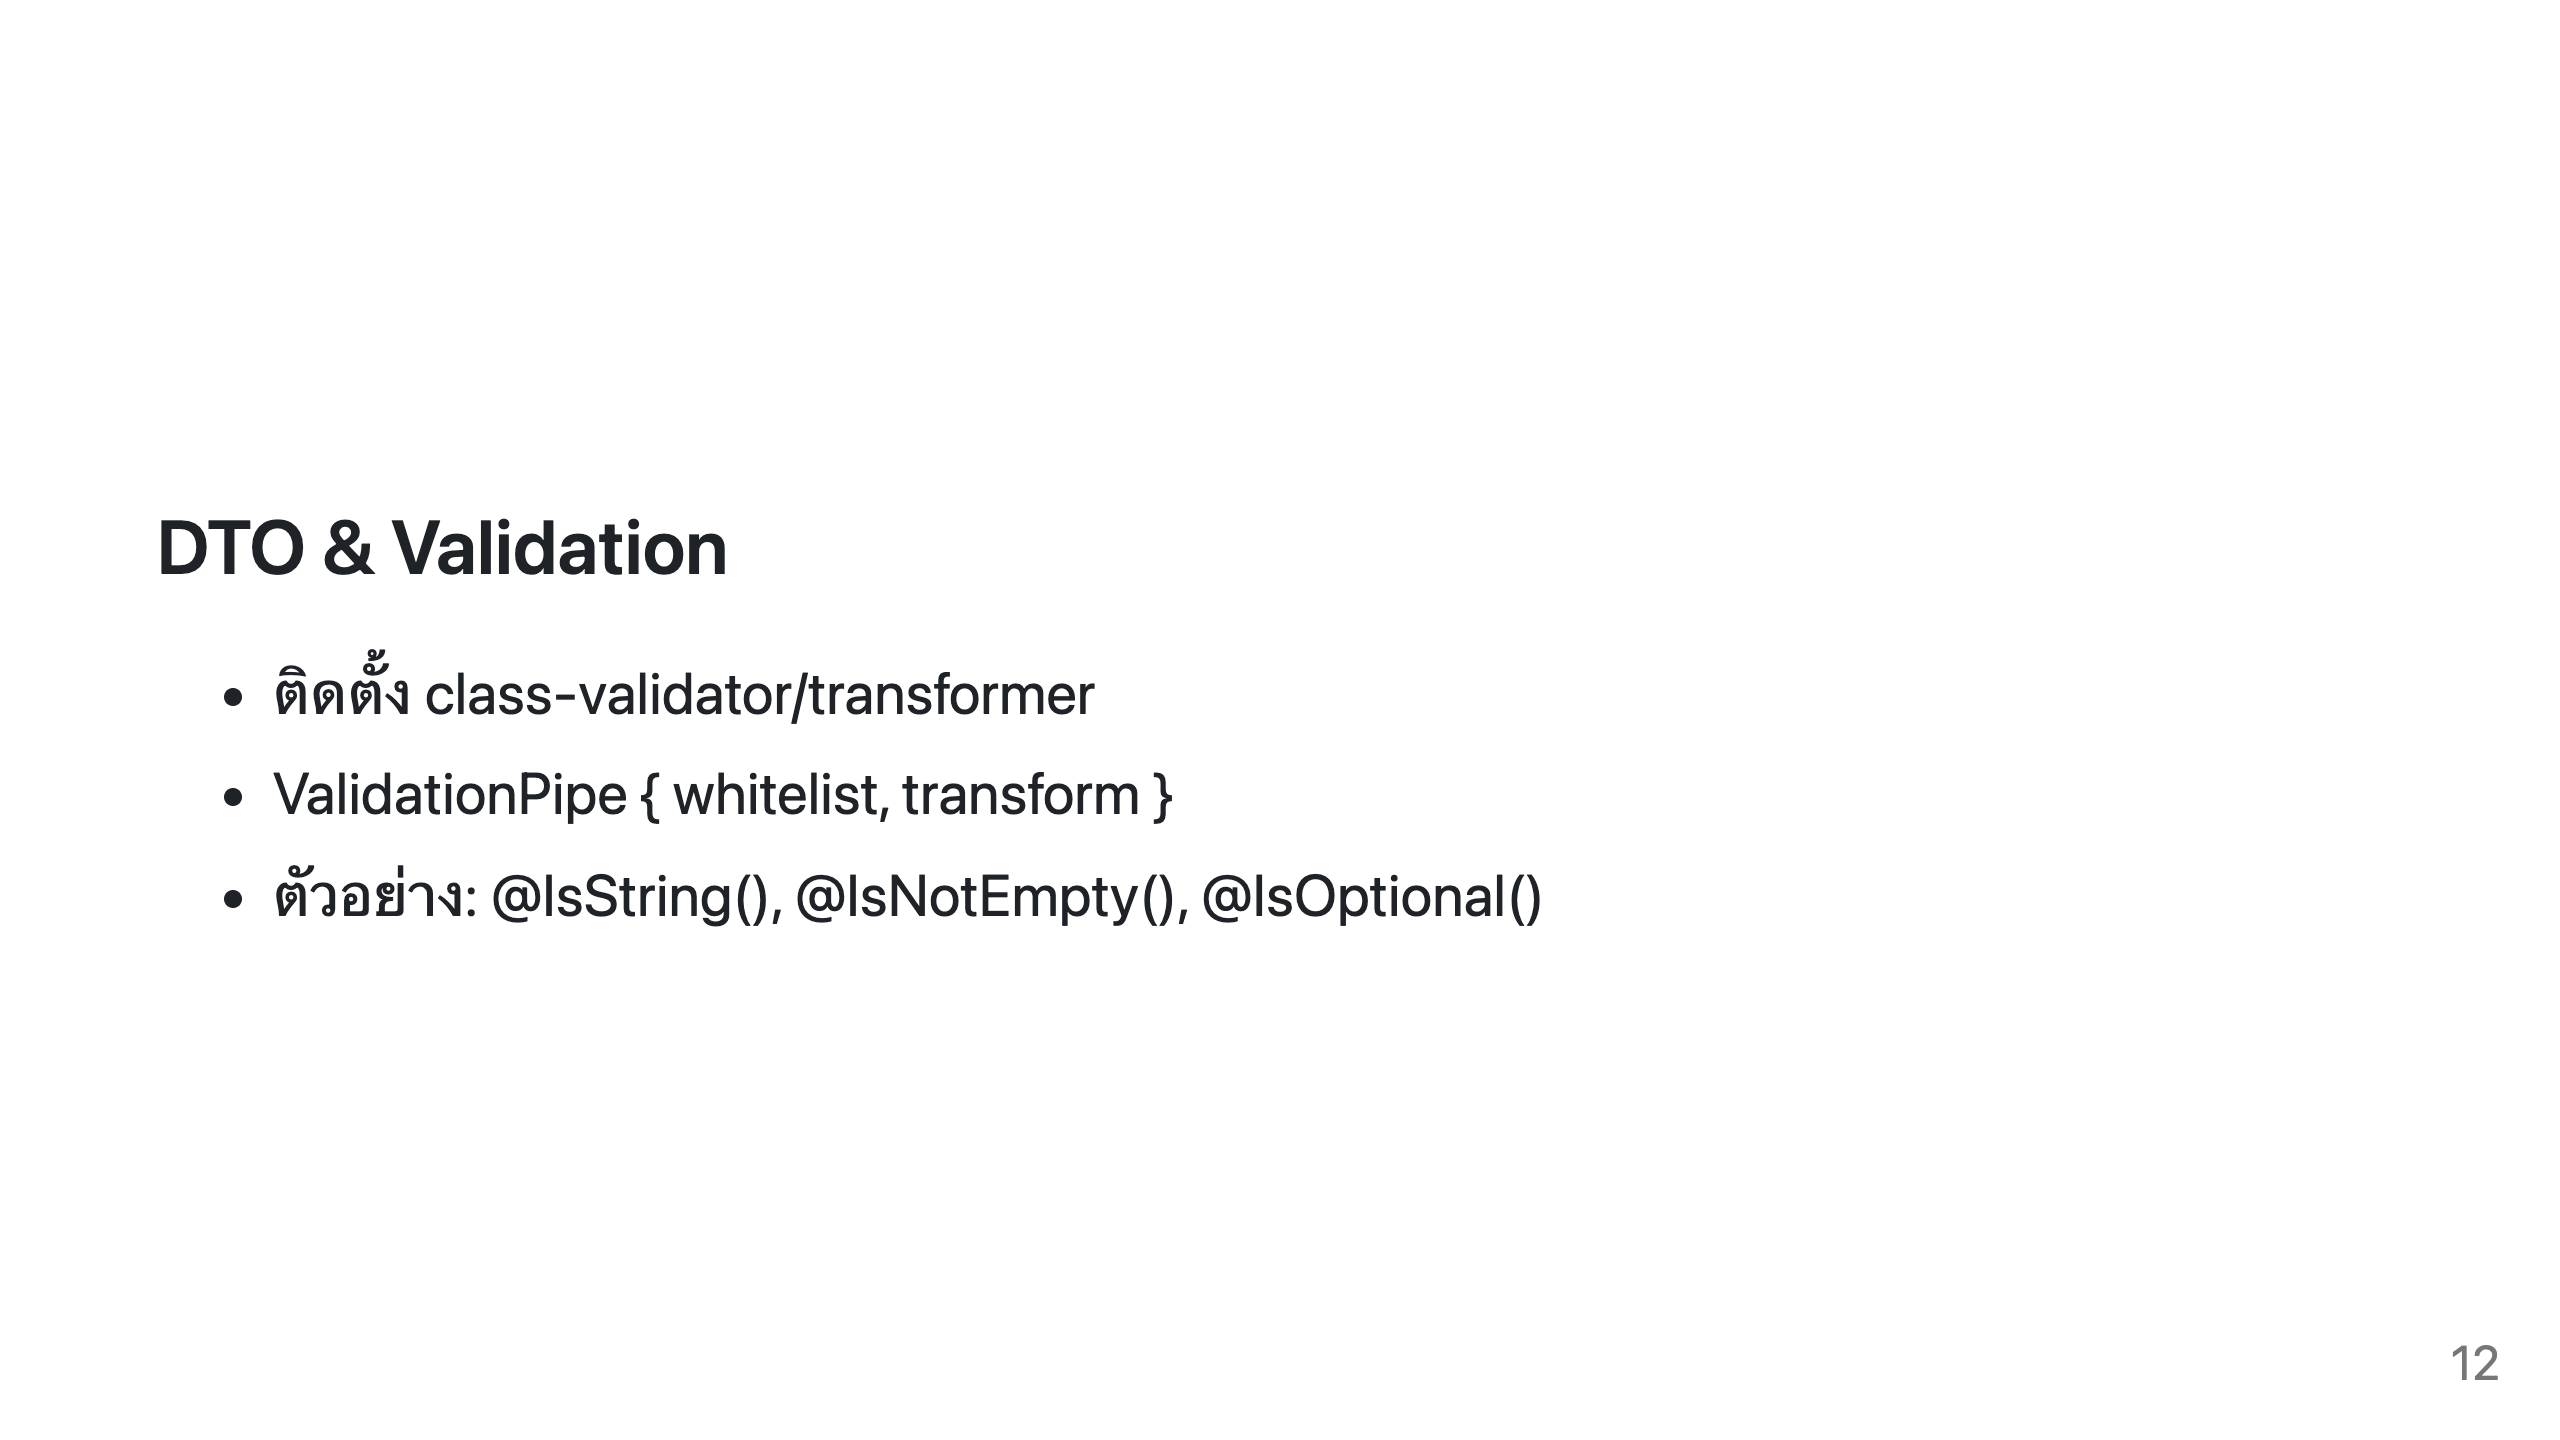 DTO & Validation
• ติดตั้ง class-validator/transformer
• ValidationPipe { whitelist, transform }
• ตัวอย่าง: @IsString(), @IsNotEmpty(), @IsOptional()
12